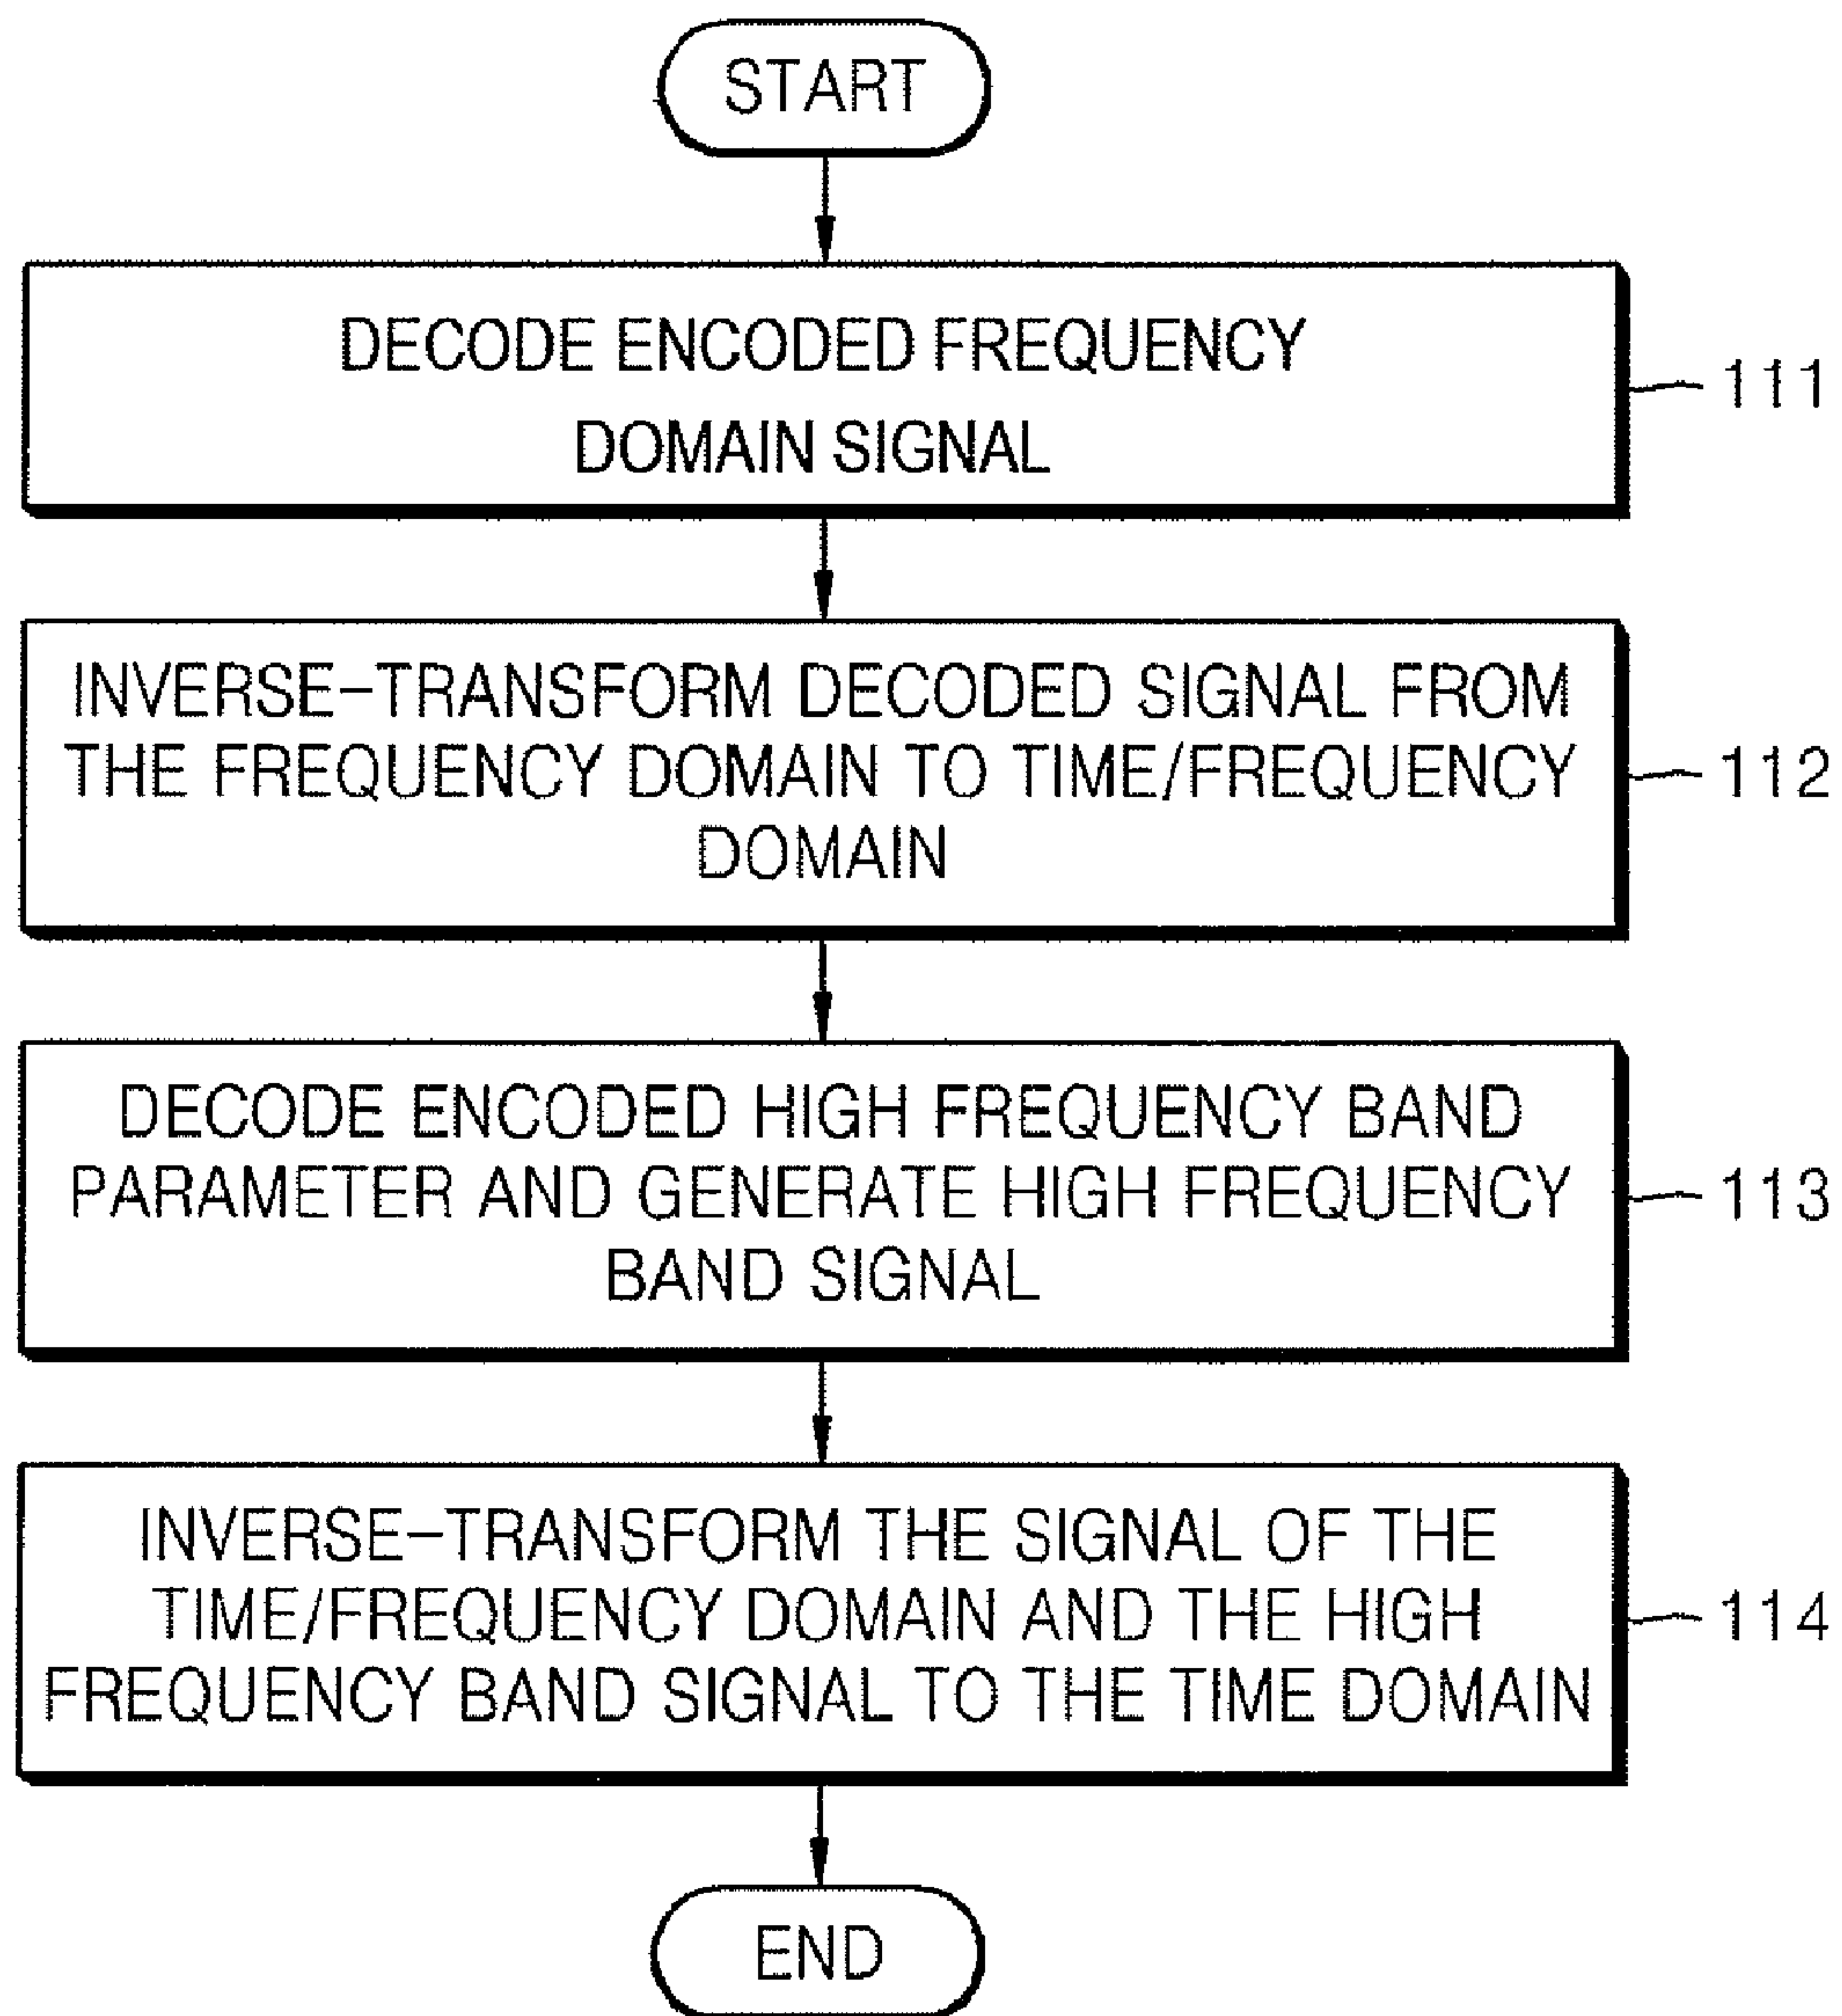 START
DECODE ENCODED FREQUENCY
DOMAIN SIGNAL
111
INVERSE-TRANSFORM DECODED SIGNAL FROM
THE FREQUENCY DOMAIN TO TIME/FREQUENCY
DOMAIN
112
DECODE ENCODED HIGH FREQUENCY BAND
PARAMETER AND GENERATE HIGH FREQUENCY
BAND SIGNAL
113
INVERSE-TRANSFORM THE SIGNAL OF THE
TIME/FREQUENCY DOMAIN AND THE HIGH
FREQUENCY BAND SIGNAL TO THE TIME DOMAIN
114
END